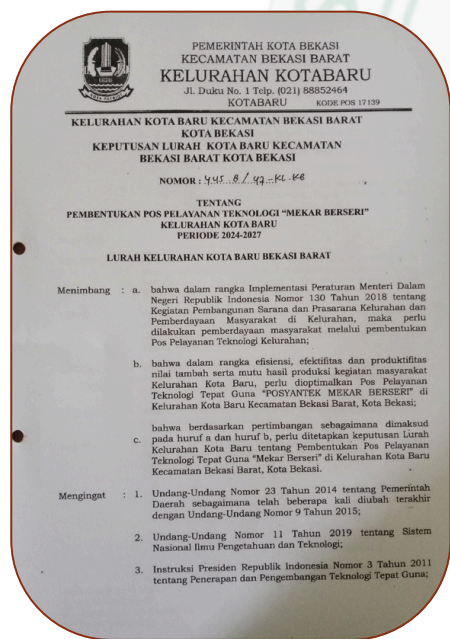 PEMERINTAH KOTA BEKASI
KECAMATAN BEKASI BARAT
KELURAHAN KOTABARU
Jl. Duku No. 1 Telp. (021) 88852464
KOTABARU KODE POS 17139
KELURAHAN KOTA BARU KECAMATAN BEKASI BARAT
KOTA BEKASI
KEPUTUSAN LURAH KOTA BARU KECAMATAN
BEKASI BARAT KOTA BEKASI
NOMOR : 445.B / 47-KL.KB
TENTANG
PEMBENTUKAN POS PELAYANAN TEKNOLOGI "MEKAR BERSERI"
KELURAHAN KOTA BARU
PERIODE 2024-2027
LURAH KELURAHAN KOTA BARU BEKASI BARAT
Menimbang : a. bahwa dalam rangka Implementasi Peraturan Menteri Dalam
Negeri Republik Indonesia Nomor 130 Tahun 2018 tentang
Kegiatan Pembangunan Sarana dan Prasarana Kelurahan dan
Pemberdayaan Masyarakat di Kelurahan, maka perlu
dilakukan pemberdayaan masyarakat melalui pembentukan
Pos Pelayanan Teknologi Kelurahan;
b. bahwa dalam rangka efisiensi, efektifitas dan produktifitas
nilai tambah serta mutu hasil produksi kegiatan masyarakat
Kelurahan Kota Baru, perlu dioptimalkan Pos Pelayanan
Teknologi Tepat Guna "POSYANTEK MEKAR BERSERI" di
Kelurahan Kota Baru Kecamatan Bekasi Barat, Kota Bekasi;
bahwa berdasarkan pertimbangan sebagaimana dimaksud
c. pada huruf a dan huruf b, perlu ditetapkan keputusan Lurah
Kelurahan Kota Baru tentang Pembentukan Pos Pelayanan
Teknologi Tepat Guna "Mekar Berseri" di Kelurahan Kota Baru
Kecamatan Bekasi Barat, Kota Bekasi.
Mengingat : 1. Undang-Undang Nomor 23 Tahun 2014 tentang Pemerintah
Daerah sebagaimana telah beberapa kali diubah terakhir
dengan Undang-Undang Nomor 9 Tahun 2015;
2. Undang-Undang Nomor 11 Tahun 2019 tentang Sistem
Nasional Ilmu Pengetahuan dan Teknologi;
3. Instruksi Presiden Republik Indonesia Nomor 3 Tahun 2011
tentang Penerapan dan Pengembangan Teknologi Tepat Guna;